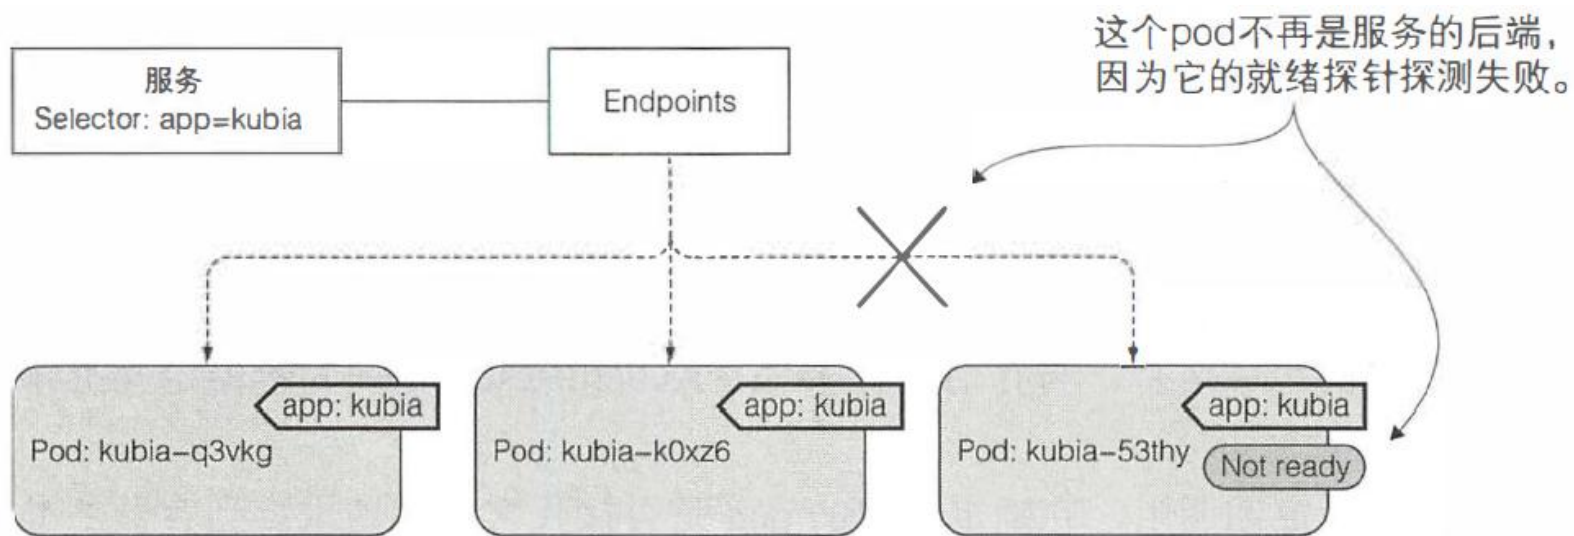 这个pod不再是服务的后端，
因为它的就绪探针探测失败。
服务
Selector: app=kubia
Endpoints
app: kubia
Pod: kubia-q3vkg
app: kubia
Pod: kubia-k0xz6
app: kubia
Pod: kubia-53thy
Not ready